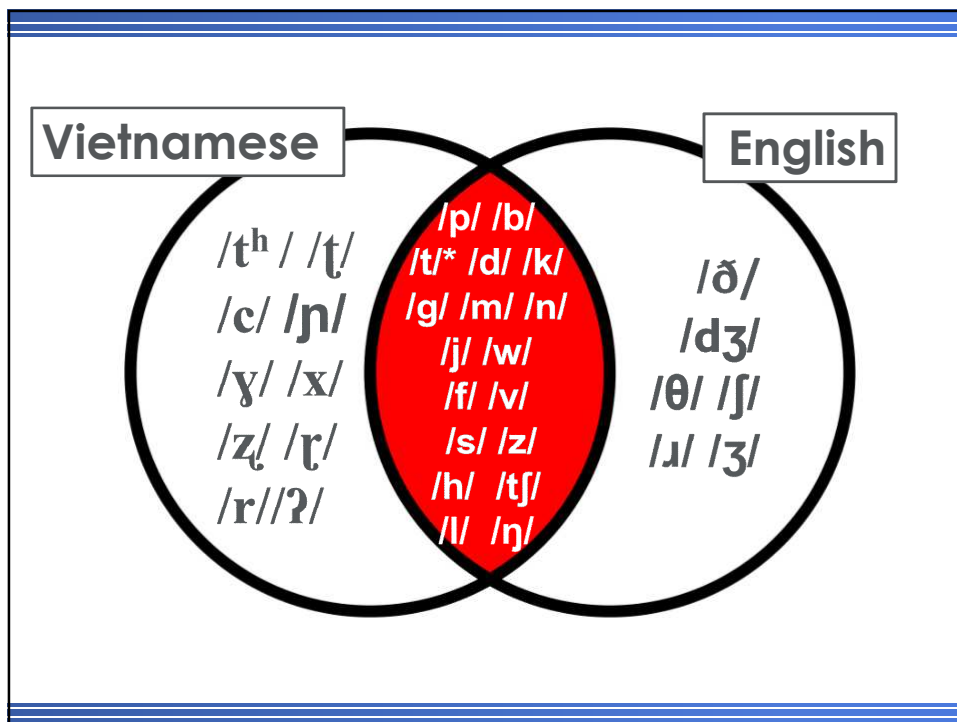 Vietnamese
English
/tʰ / /ʈ/
/c/ /ɲ/
/ɣ/ /x/
/ʐ/ /ɽ/
/r//ʔ/
/p/ /b/
/t/* /d/ /k/
/g/ /m/ /n/
/j/ /w/
/f/ /v/
/s/ /z/
/h/ /tʃ/
/l/ /ŋ/
/ð/
/dʒ/
/θ/ /ʃ/
/ɹ/ /ʒ/